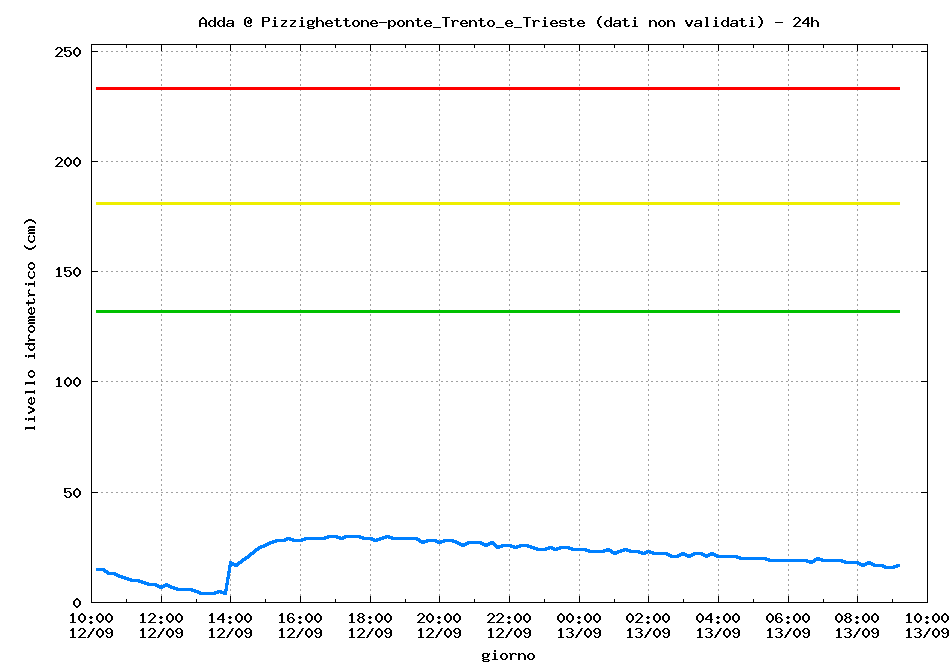 Adda @ Pizzighettone-ponte_Trento_e_Trieste (dati non validati) - 24h
250
200
150
100
50
0
livello idrometrico (cm)
10:00 12:00 14:00 16:00 18:00 20:00 22:00 00:00 02:00 04:00 06:00 08:00 10:00
12/09 12/09 12/09 12/09 12/09 12/09 12/09 13/09 13/09 13/09 13/09 13/09 13/09
giorno